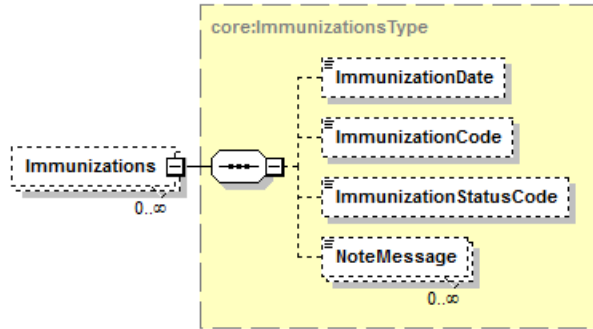 core:ImmunizationsType
ImmunizationDate
ImmunizationCode
Immunizations
0..∞
ImmunizationStatusCode
NoteMessage
0..∞